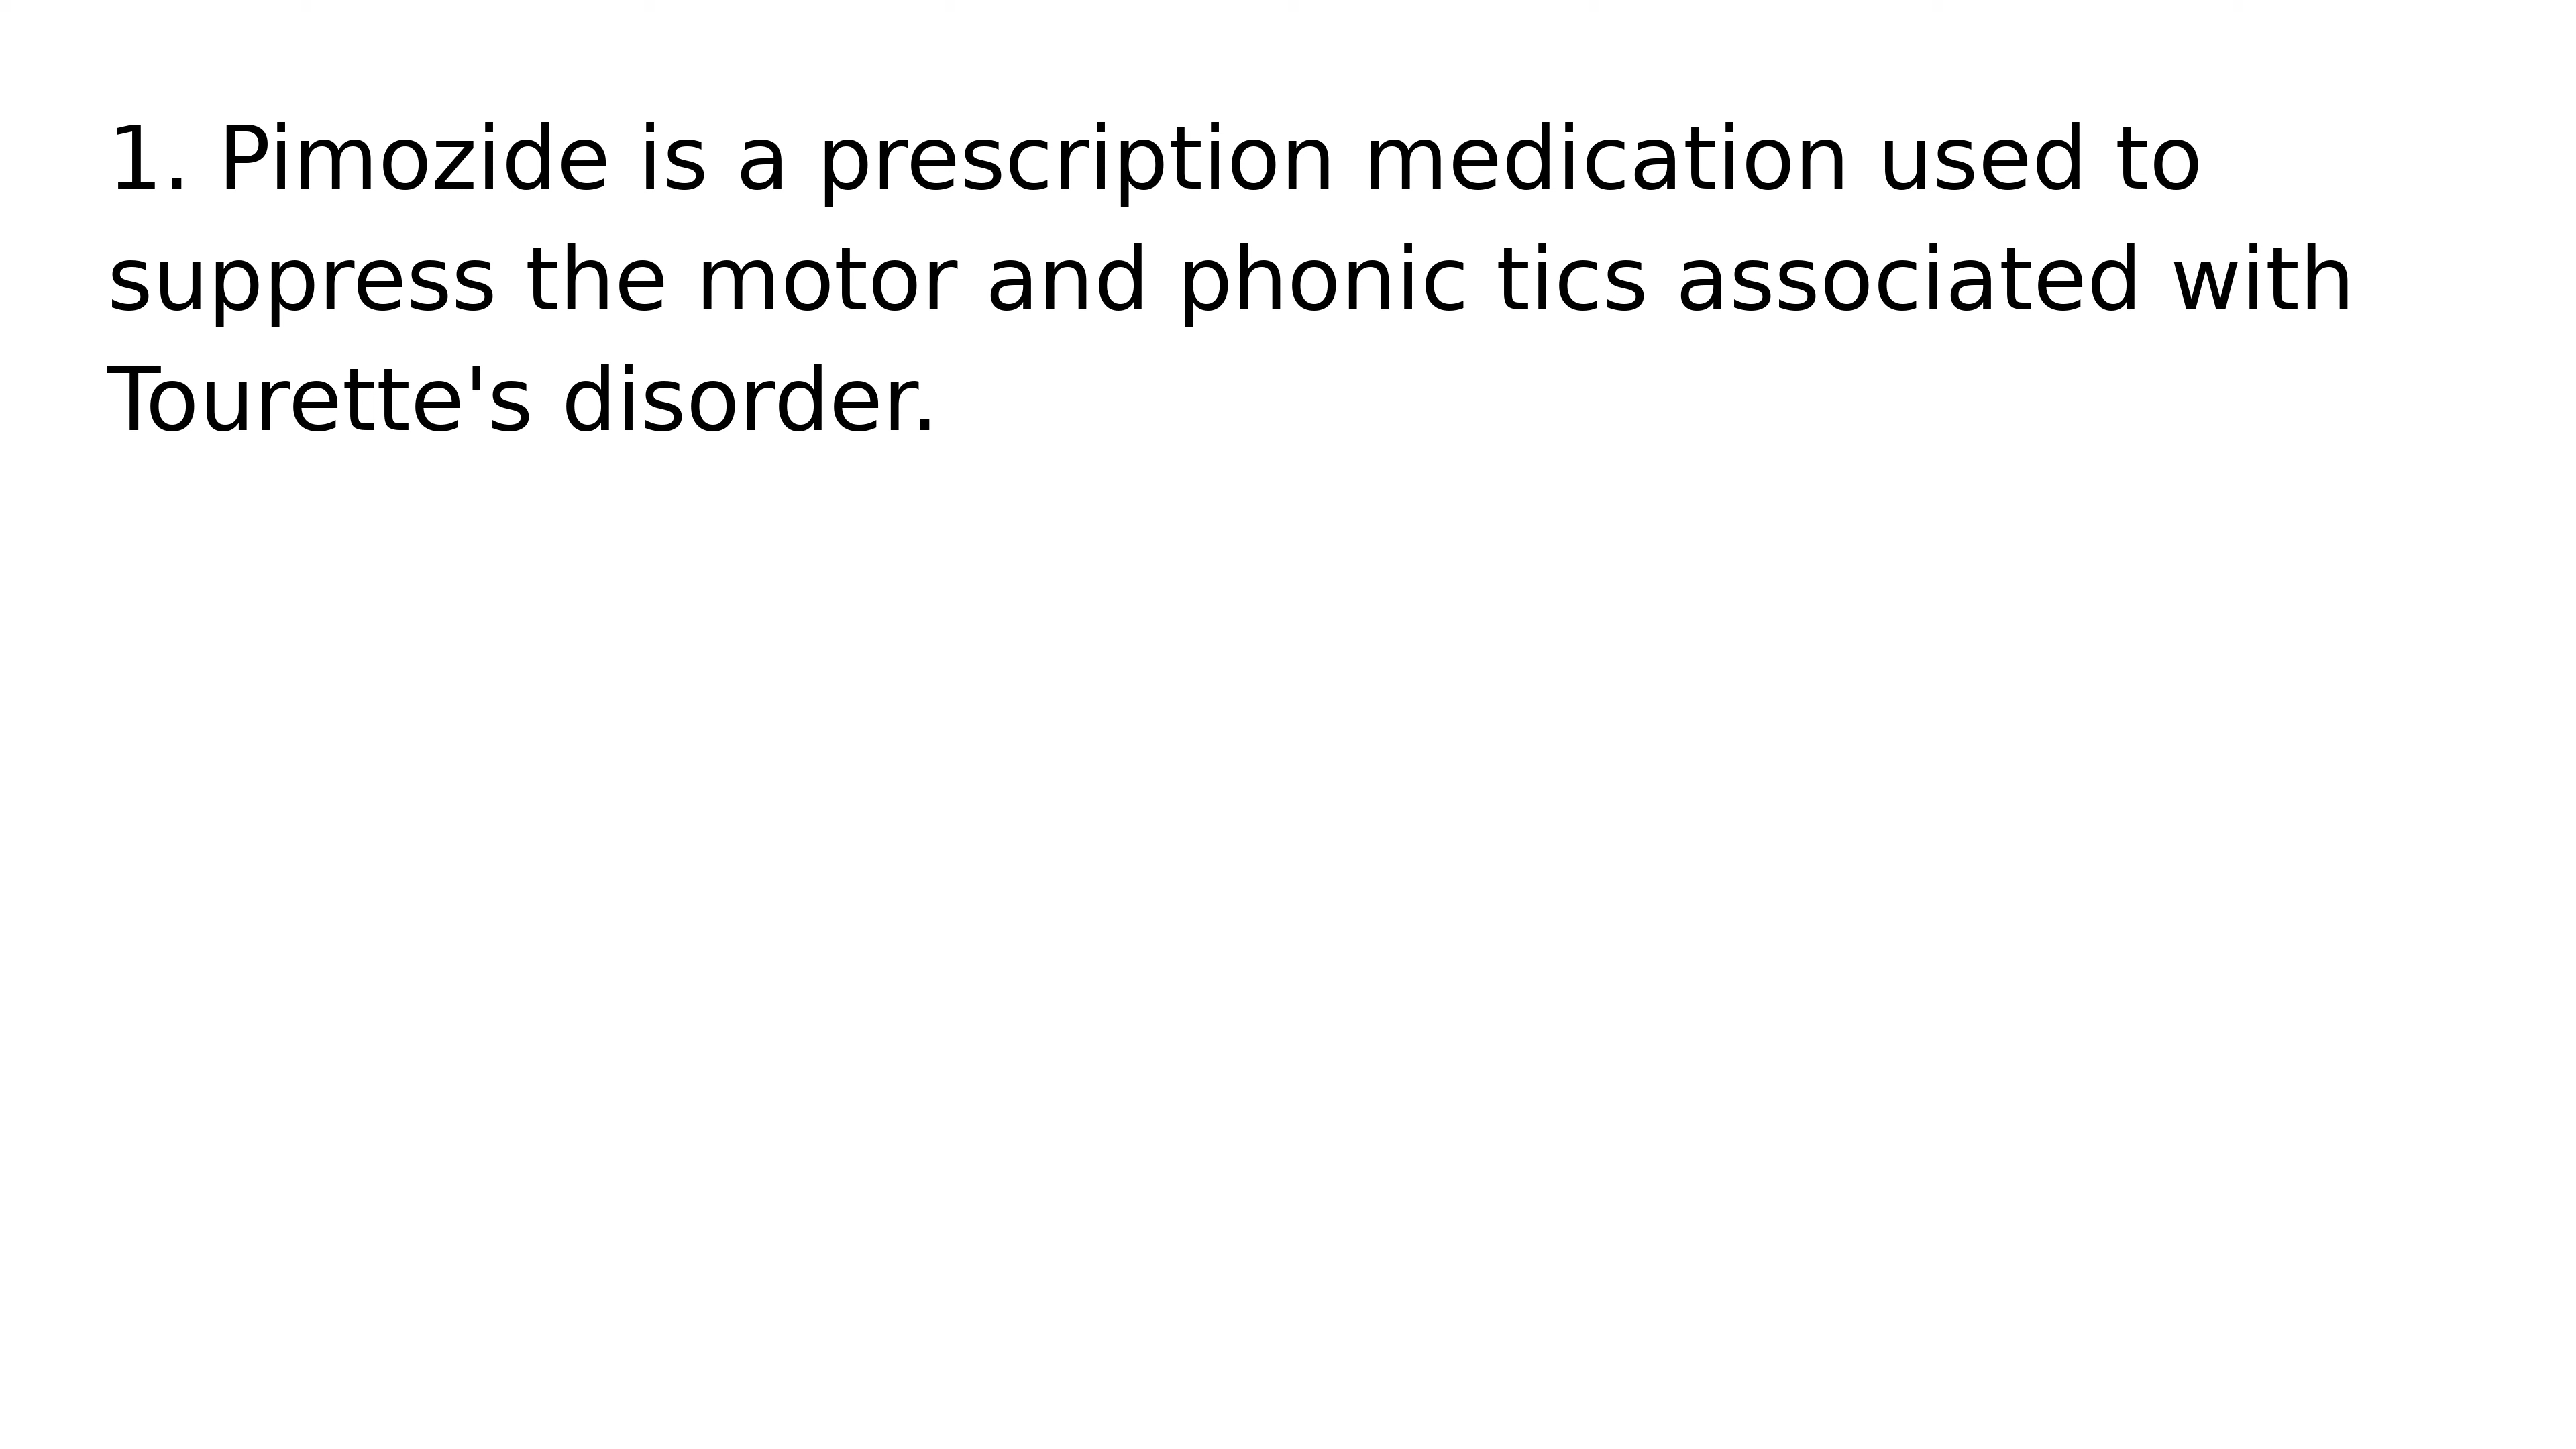 1. Pimozide is a prescription medication used to
suppress the motor and phonic tics associated with
Tourette's disorder.